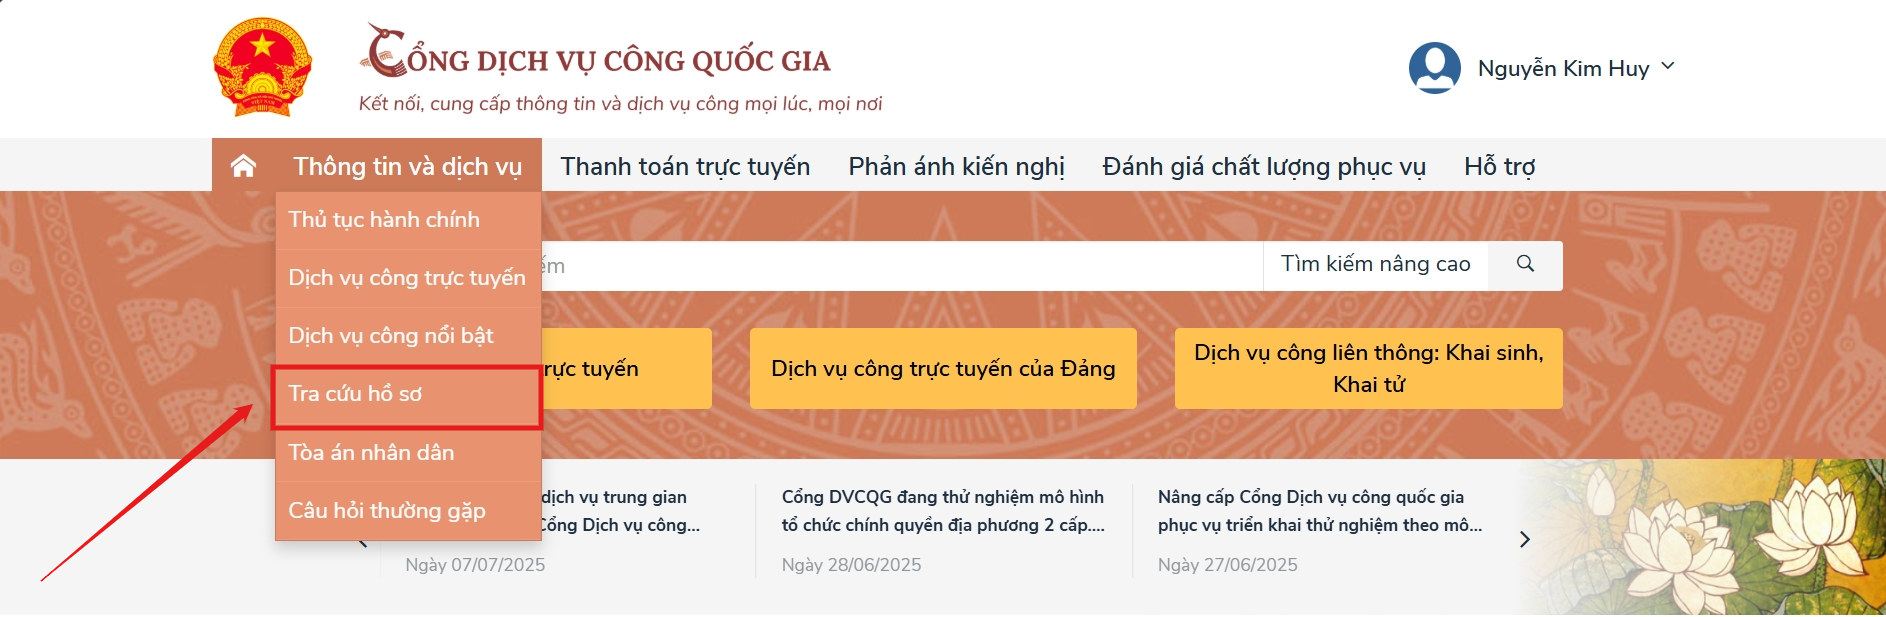 CỔNG DỊCH VỤ CÔNG QUỐC GIA
Kết nối, cung cấp thông tin và dịch vụ công mọi lúc, mọi nơi
Nguyễn Kim Huy
Thông tin và dịch vụ
Thanh toán trực tuyến
Phản ánh kiến nghị
Đánh giá chất lượng phục vụ
Hỗ trợ
Thủ tục hành chính
Dịch vụ công trực tuyến
Dịch vụ công nổi bật
Tra cứu hồ sơ
Tòa án nhân dân
Câu hỏi thường gặp
Tìm kiếm nâng cao
trực tuyến
Dịch vụ công trực tuyến của Đảng
Dịch vụ công liên thông: Khai sinh,
Khai tử
dịch vụ trung gian
Cổng Dịch vụ công...
Ngày 07/07/2025
Cổng DVCQG đang thử nghiệm mô hình
tổ chức chính quyền địa phương 2 cấp....
Ngày 28/06/2025
Nâng cấp Cổng Dịch vụ công quốc gia
phục vụ triển khai thử nghiệm theo mô...
Ngày 27/06/2025